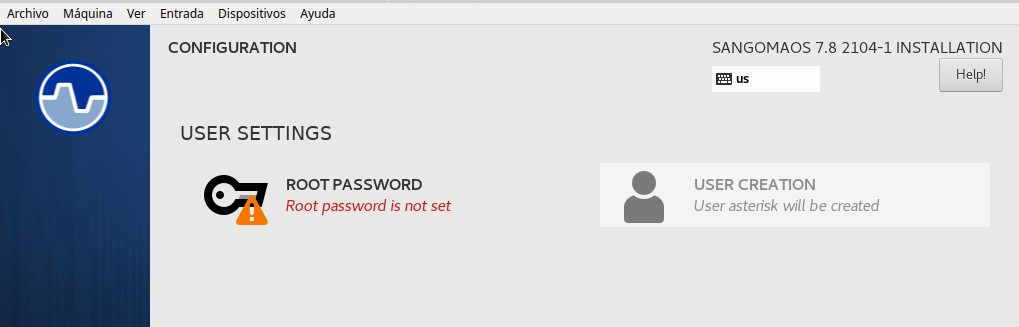 Archivo Máquina Ver Entrada Dispositivos Ayuda
CONFIGURATION
SANGOMAOS 7.8 2104-1 INSTALLATION
us
Help!
USER SETTINGS
ROOT PASSWORD
Root password is not set
USER CREATION
User asterisk will be created